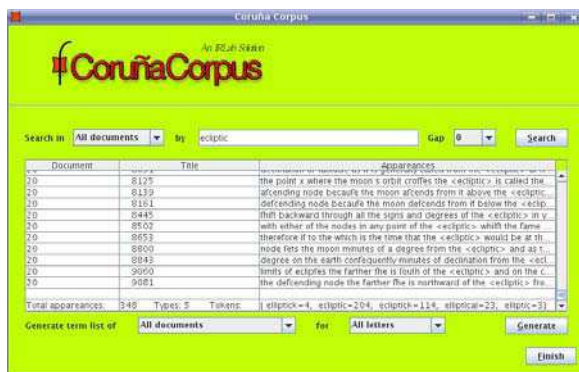 Coruña Corpus
An IRLab Solution
CoruñaCorpus
Search in All documents by ecliptic Gap 0 Search
Document Title Appearances
20 8125 the point x where the moon s orbit croffes the <ecliptic> is called the
20 8139 afcending node becaufe the moon afcends from it above the <ecliptic
20 8161 defcending node becaufe the moon defcends from it below the <eclip
20 8445 fhift backward through all the signs and degrees of the <ecliptic> in y
20 8502 with either of the nodes in any point of the <ecliptic> whilft the fame
20 8653 therefore if to the which is the time that the <ecliptic> would be at th
20 8800 node fets the moon minutes of a degree from the <ecliptic> and as t
20 8843 degree on the earth confequently minutes of declination from the <ecl
20 9060 limits of eclipfes the farther fhe is fouth of the <ecliptic> and on the c
20 9081 the defcending node the farther fhe is northward of the <ecliptic> fro
Total appearances: 348 Types: 5 Tokens: { elliptick=4, ecliptic=204, ecliptick=114, elliptical=23, elliptic=3}
Generate term list of All documents for All letters Generate
Finish